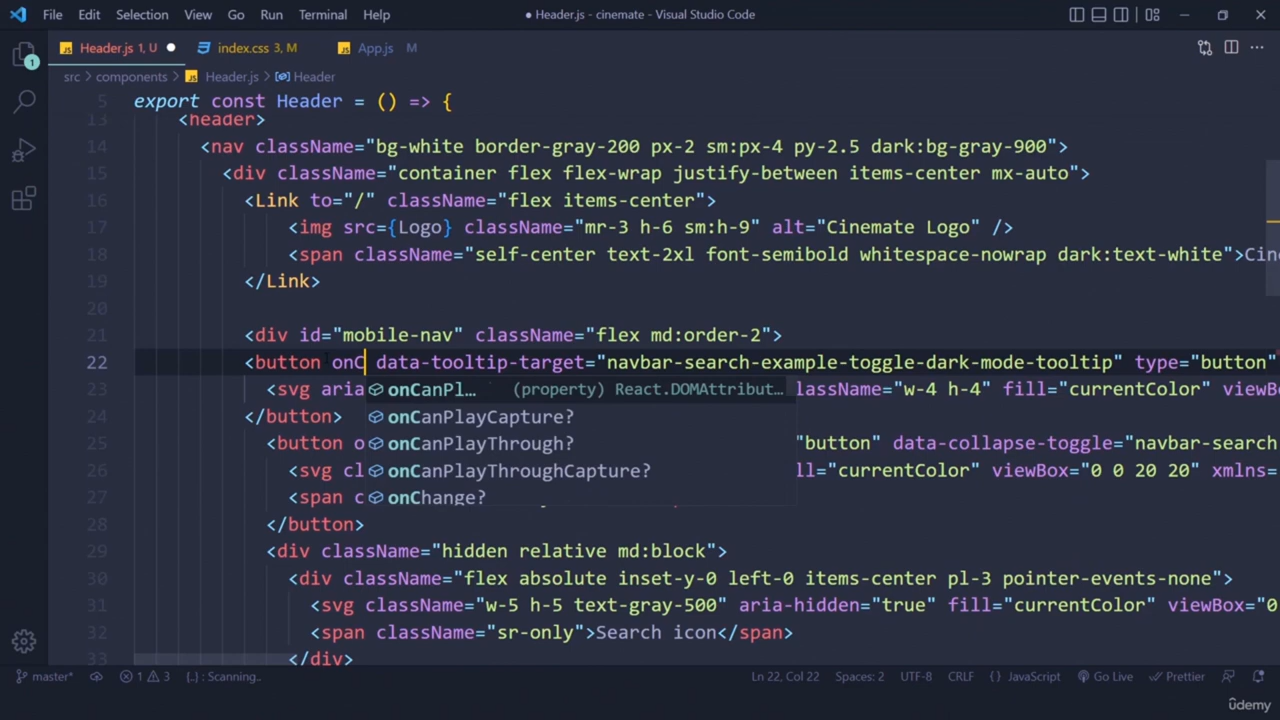 File Edit Selection View Go Run Terminal Help
● Header.js - cinemate - Visual Studio Code
Header.js 1, U ● index.css 3, M App.js M
src > components > Header.js > Header
5 export const Header = () => {
13 <header>
14 <nav className="bg-white border-gray-200 px-2 sm:px-4 py-2.5 dark:bg-gray-900">
15 <div className="container flex flex-wrap justify-between items-center mx-auto">
16 <Link to="/" className="flex items-center">
17 <img src={Logo} className="mr-3 h-6 sm:h-9" alt="Cinemate Logo" />
18 <span className="self-center text-2xl font-semibold whitespace-nowrap dark:text-white">Cine
19 </Link>
20
21 <div id="mobile-nav" className="flex md:order-2">
22 <button onC data-tooltip-target="navbar-search-example-toggle-dark-mode-tooltip" type="button"
23 <svg aria lassName="w-4 h-4" fill="currentColor" viewB
onCanPl… (property) React.DOMAttribut…
24 </button>
onCanPlayCapture?
25 <button o "button" data-collapse-toggle="navbar-search
onCanPlayThrough?
26 <svg cl ll="currentColor" viewBox="0 0 20 20" xmlns=
onCanPlayThroughCapture?
27 <span c
onChange?
28 </button>
29 <div className="hidden relative md:block">
30 <div className="flex absolute inset-y-0 left-0 items-center pl-3 pointer-events-none">
31 <svg className="w-5 h-5 text-gray-500" aria-hidden="true" fill="currentColor" viewBox="0
32 <span className="sr-only">Search icon</span>
33 </div>
master* 1 3 {..} : Scanning.. Ln 22, Col 22 Spaces: 2 UTF-8 CRLF {} JavaScript Go Live Prettier
udemy